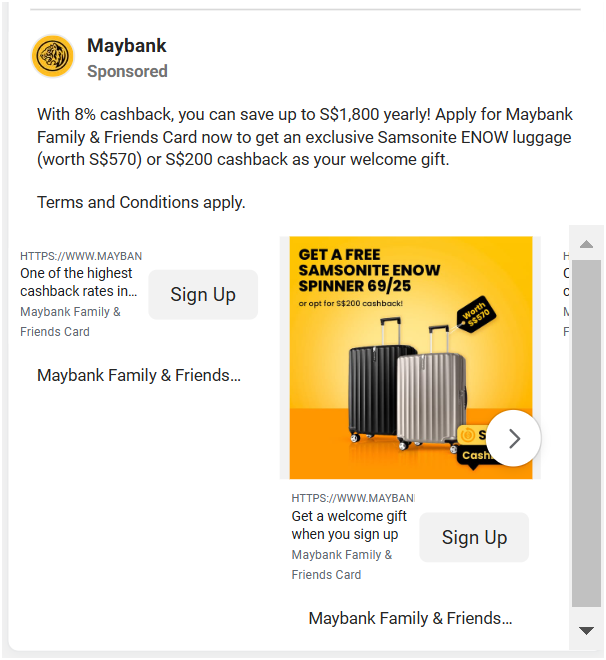 Maybank
Sponsored
With 8% cashback, you can save up to S$1,800 yearly! Apply for Maybank
Family & Friends Card now to get an exclusive Samsonite ENOW luggage
(worth S$570) or S$200 cashback as your welcome gift.
Terms and Conditions apply.
HTTPS://WWW.MAYBAN
One of the highest
cashback rates in...
Maybank Family &
Friends Card
Sign Up
Maybank Family & Friends...
GET A FREE
SAMSONITE ENOW
SPINNER 69/25
or opt for S$200 cashback!
Worth
S$570
HTTPS://WWW.MAYBAN
Get a welcome gift
when you sign up
Maybank Family &
Friends Card
Sign Up
Maybank Family & Friends...